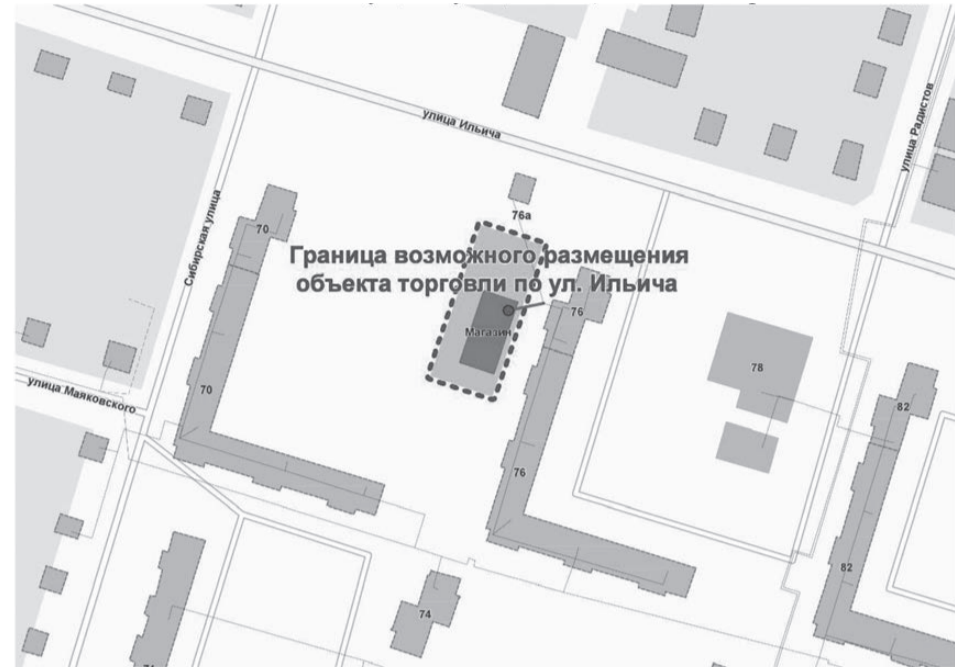 улица Ильича
улица Радистов
76а
70
Сибирская улица
Граница возможного размещения
объекта торговли по ул. Ильича
76
Магазин
78
улица Маяковского
70
82
76
82
74